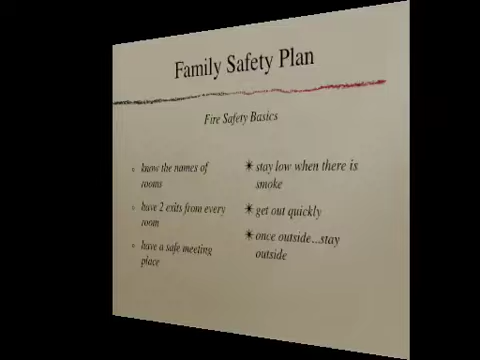 Family Safety Plan
Fire Safety Basics
know the names of
rooms
have 2 exits from every
room
have a safe meeting
place
stay low when there is
smoke
get out quickly
once outside...stay
outside